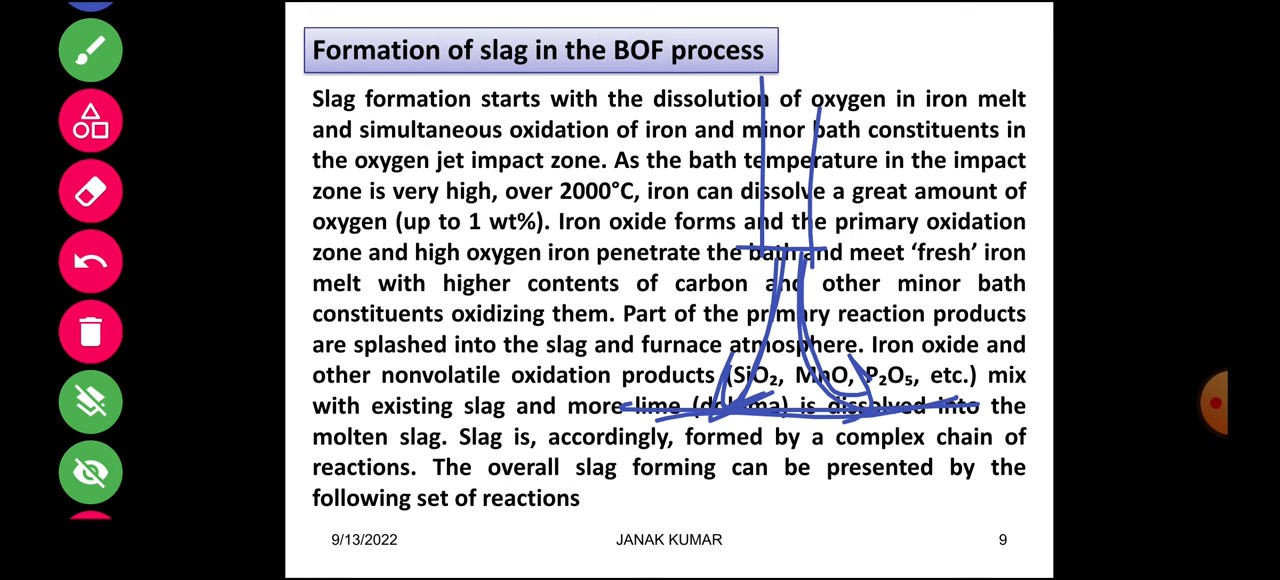 Formation of slag in the BOF process
Slag formation starts with the dissolution of oxygen in iron melt
and simultaneous oxidation of iron and minor bath constituents in
the oxygen jet impact zone. As the bath temperature in the impact
zone is very high, over 2000°C, iron can dissolve a great amount of
oxygen (up to 1 wt%). Iron oxide forms and the primary oxidation
zone and high oxygen iron penetrate the bath and meet ‘fresh’ iron
melt with higher contents of carbon and other minor bath
constituents oxidizing them. Part of the primary reaction products
are splashed into the slag and furnace atmosphere. Iron oxide and
other nonvolatile oxidation products (SiO₂, MnO, P₂O₅, etc.) mix
with existing slag and more lime (doloma) is dissolved into the
molten slag. Slag is, accordingly, formed by a complex chain of
reactions. The overall slag forming can be presented by the
following set of reactions
9/13/2022 JANAK KUMAR 9